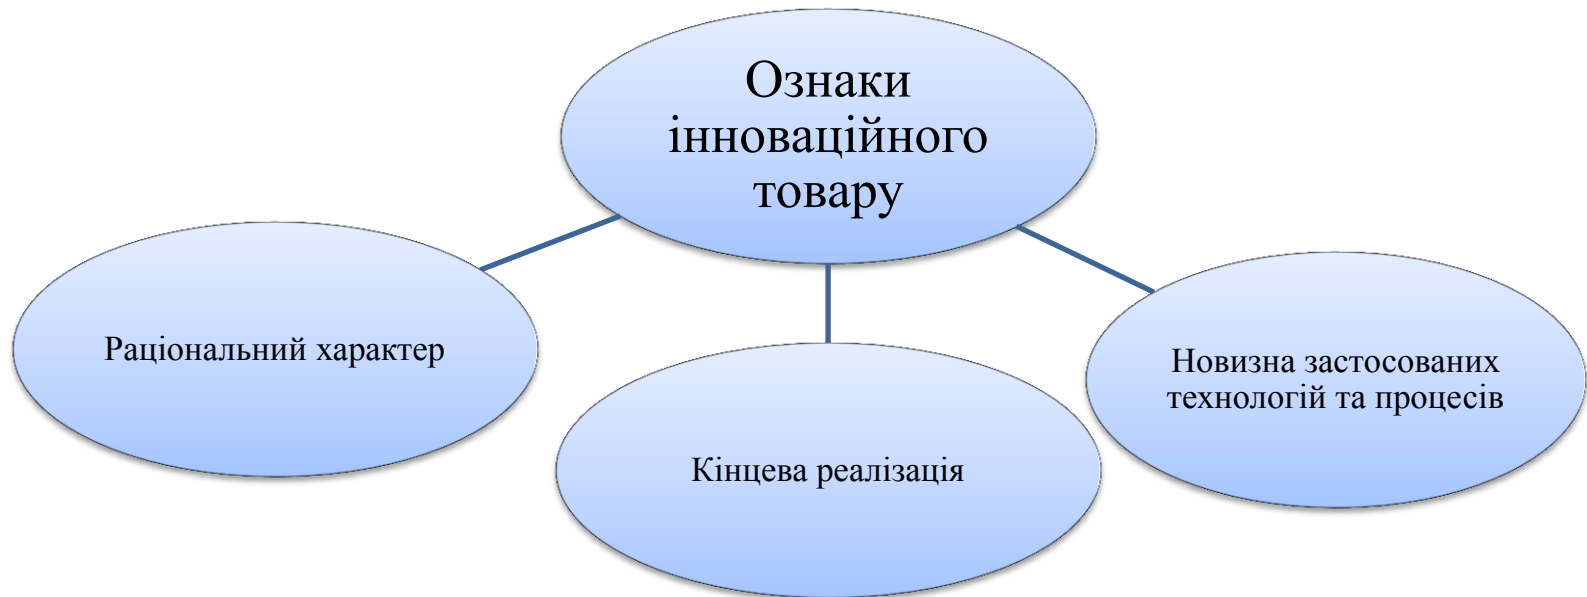 Ознаки
інноваційного
товару
Раціональний характер
Кінцева реалізація
Новизна застосованих
технологій та процесів